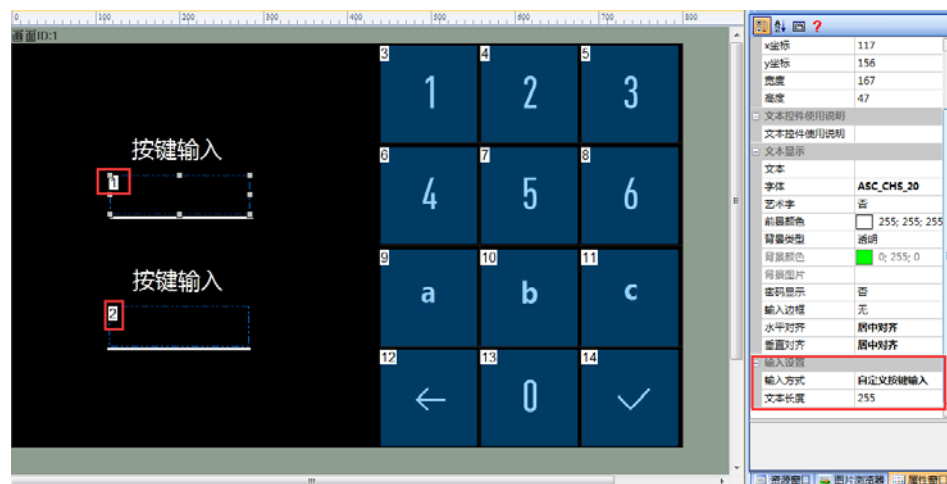 0 100 200 300 400 500 600 700 800
画面ID:1
按键输入
1
按键输入
2
3 4 5
1 2 3
6 7 8
4 5 6
9 10 11
a b c
12 13 14
← 0 ✓
?
x坐标 117
y坐标 156
宽度 167
高度 47
文本控件使用说明
文本控件使用说明
文本显示
文本
字体 ASC_CHS_20
艺术字 否
前景颜色 255; 255; 255
背景类型 透明
背景颜色 0; 255; 0
背景图片
密码显示 否
输入边框 无
水平对齐 居中对齐
垂直对齐 居中对齐
输入设置
输入方式 自定义按键输入
文本长度 255
资源窗口 图片浏览器 属性窗口